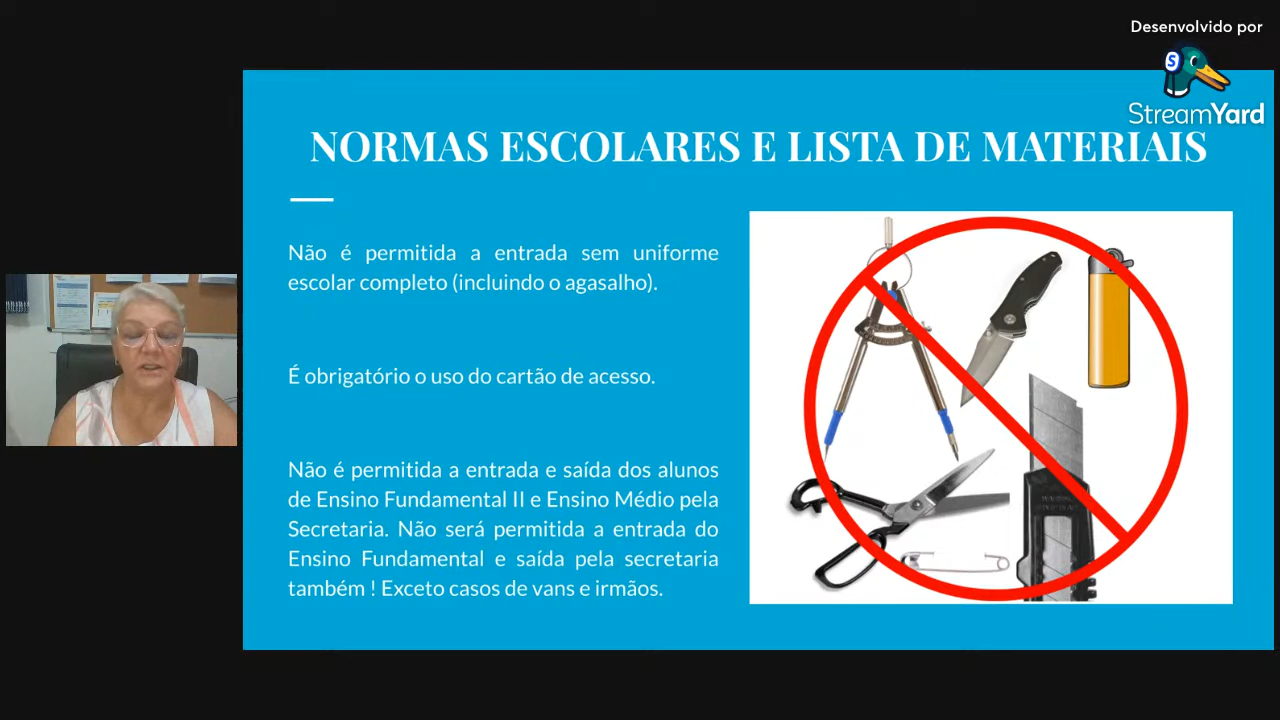 Desenvolvido por
StreamYard
NORMAS ESCOLARES E LISTA DE MATERIAIS
Não é permitida a entrada sem uniforme
escolar completo (incluindo o agasalho).
É obrigatório o uso do cartão de acesso.
Não é permitida a entrada e saída dos alunos
de Ensino Fundamental II e Ensino Médio pela
Secretaria. Não será permitida a entrada do
Ensino Fundamental e saída pela secretaria
também ! Exceto casos de vans e irmãos.